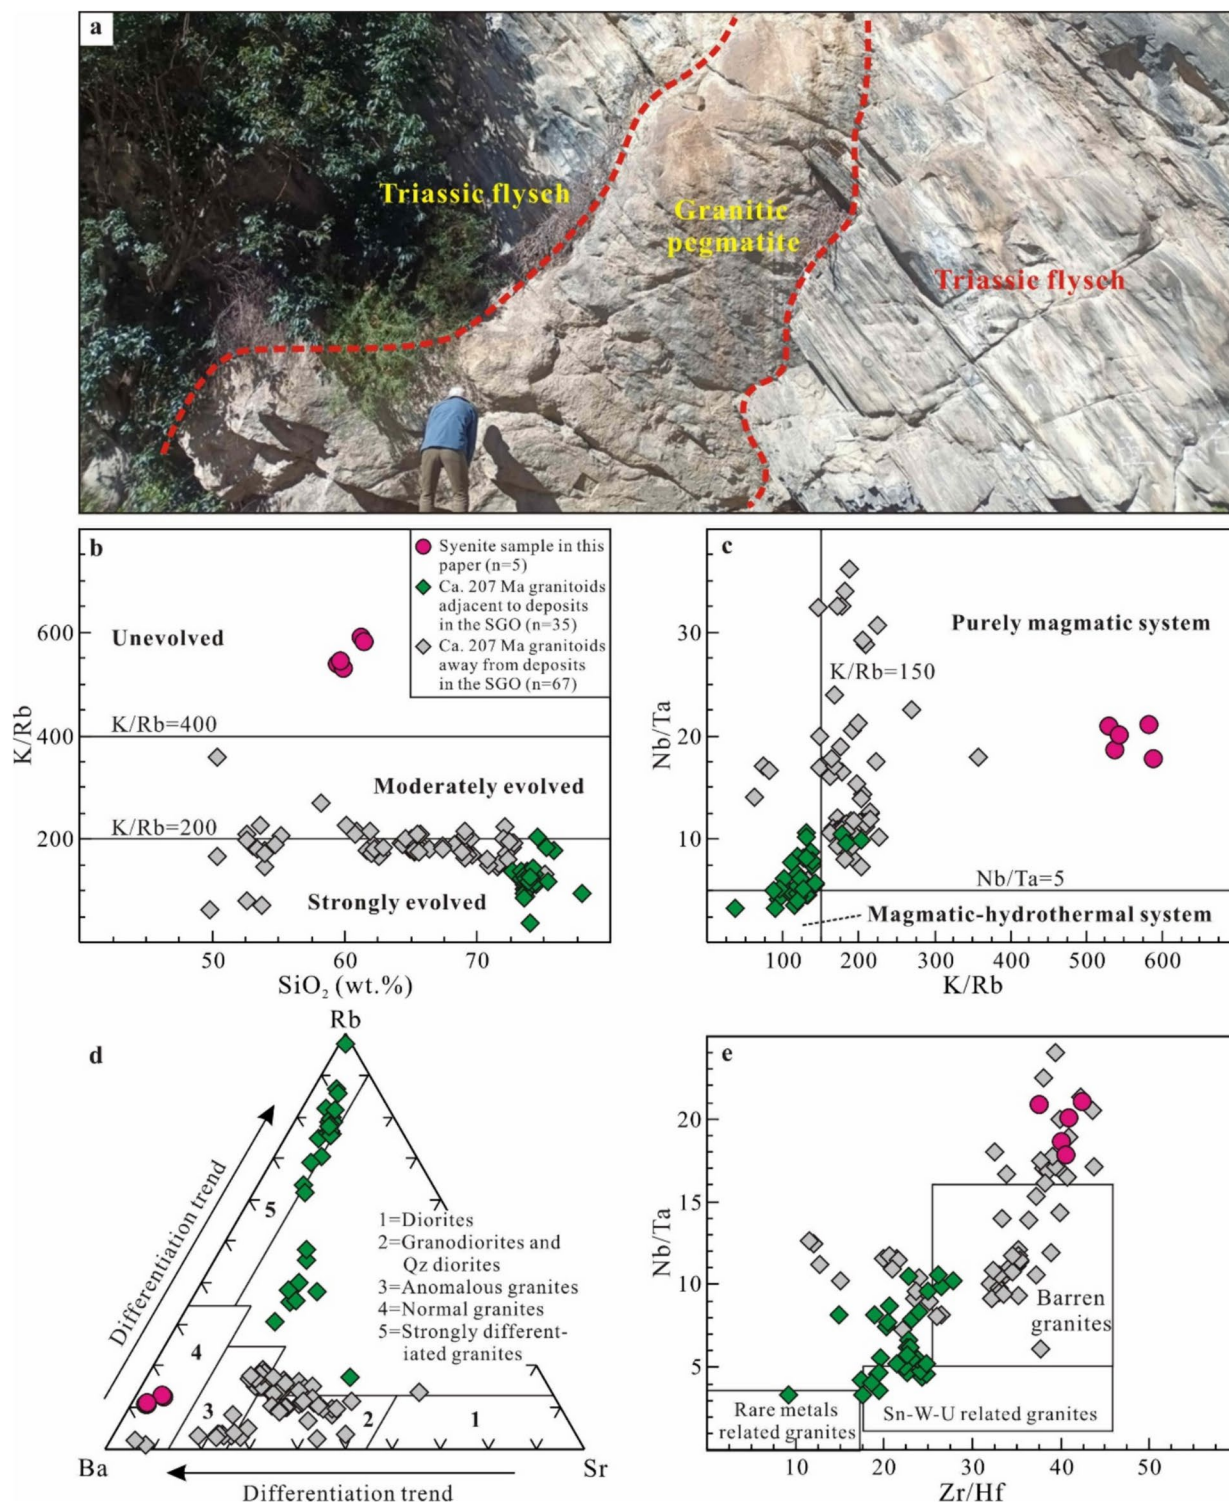 a
Triassic flysch
Granitic
pegmatite
Triassic flysch
b
Syenite sample in this
paper (n=5)
Ca. 207 Ma granitoids
adjacent to deposits
in the SGO (n=35)
Ca. 207 Ma granitoids
away from deposits
in the SGO (n=67)
Unevolved
K/Rb=400
Moderately evolved
K/Rb=200
Strongly evolved
600
400
200
K/Rb
50
60
70
SiO₂ (wt.%)
c
Purely magmatic system
K/Rb=150
Nb/Ta=5
Magmatic-hydrothermal system
30
20
10
Nb/Ta
100
200
300
400
500
600
K/Rb
d
Rb
Differentiation trend
5
1=Diorites
2=Granodiorites and
Qz diorites
3=Anomalous granites
4=Normal granites
5=Strongly different-
iated granites
4
3
2
1
Ba
Sr
Differentiation trend
e
20
15
10
5
Nb/Ta
Barren
granites
Rare metals
related granites
Sn-W-U related granites
10
20
30
40
Zr/Hf